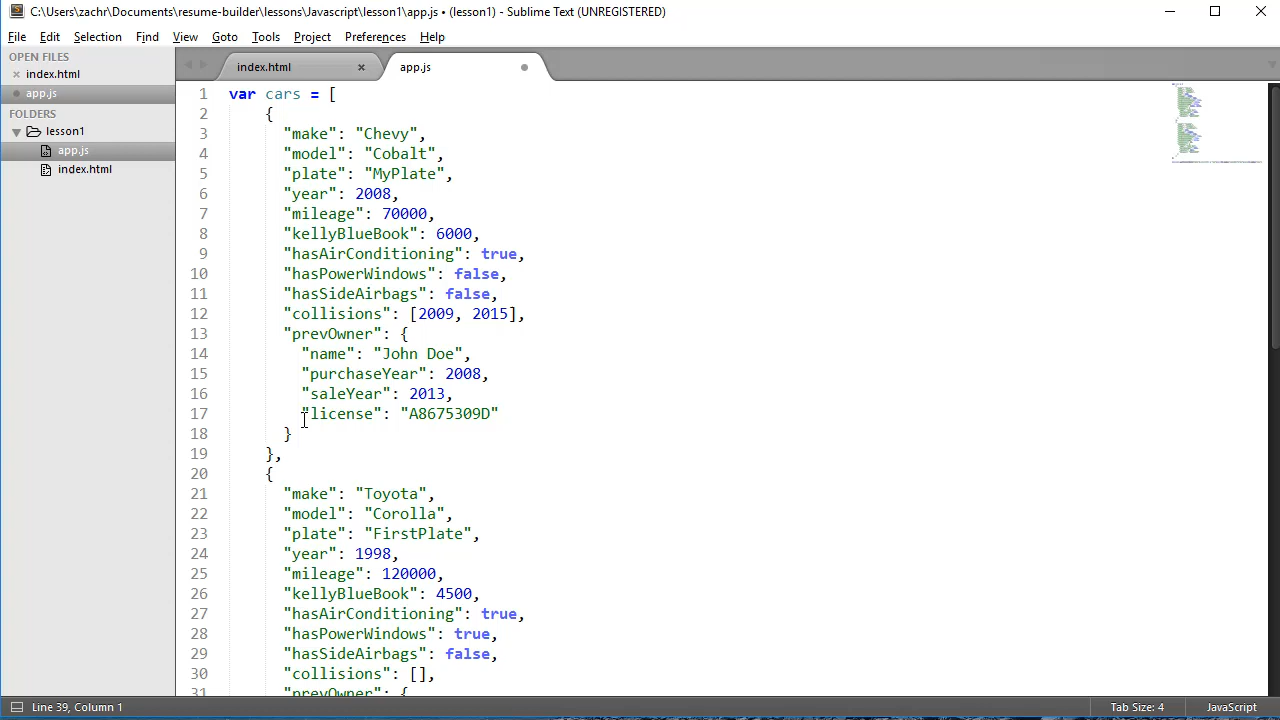 C:\Users\zachr\Documents\resume-builder\lessons\Javascript\lesson1\app.js • (lesson1) - Sublime Text (UNREGISTERED)
File Edit Selection Find View Goto Tools Project Preferences Help
OPEN FILES
index.html
app.js
FOLDERS
lesson1
app.js
index.html
index.html
app.js
1 var cars = [
2 {
3 "make": "Chevy",
4 "model": "Cobalt",
5 "plate": "MyPlate",
6 "year": 2008,
7 "mileage": 70000,
8 "kellyBlueBook": 6000,
9 "hasAirConditioning": true,
10 "hasPowerWindows": false,
11 "hasSideAirbags": false,
12 "collisions": [2009, 2015],
13 "prevOwner": {
14 "name": "John Doe",
15 "purchaseYear": 2008,
16 "saleYear": 2013,
17 "license": "A8675309D"
18 }
19 },
20 {
21 "make": "Toyota",
22 "model": "Corolla",
23 "plate": "FirstPlate",
24 "year": 1998,
25 "mileage": 120000,
26 "kellyBlueBook": 4500,
27 "hasAirConditioning": true,
28 "hasPowerWindows": true,
29 "hasSideAirbags": false,
30 "collisions": [],
31 "prevOwner": {
Line 39, Column 1
Tab Size: 4
JavaScript